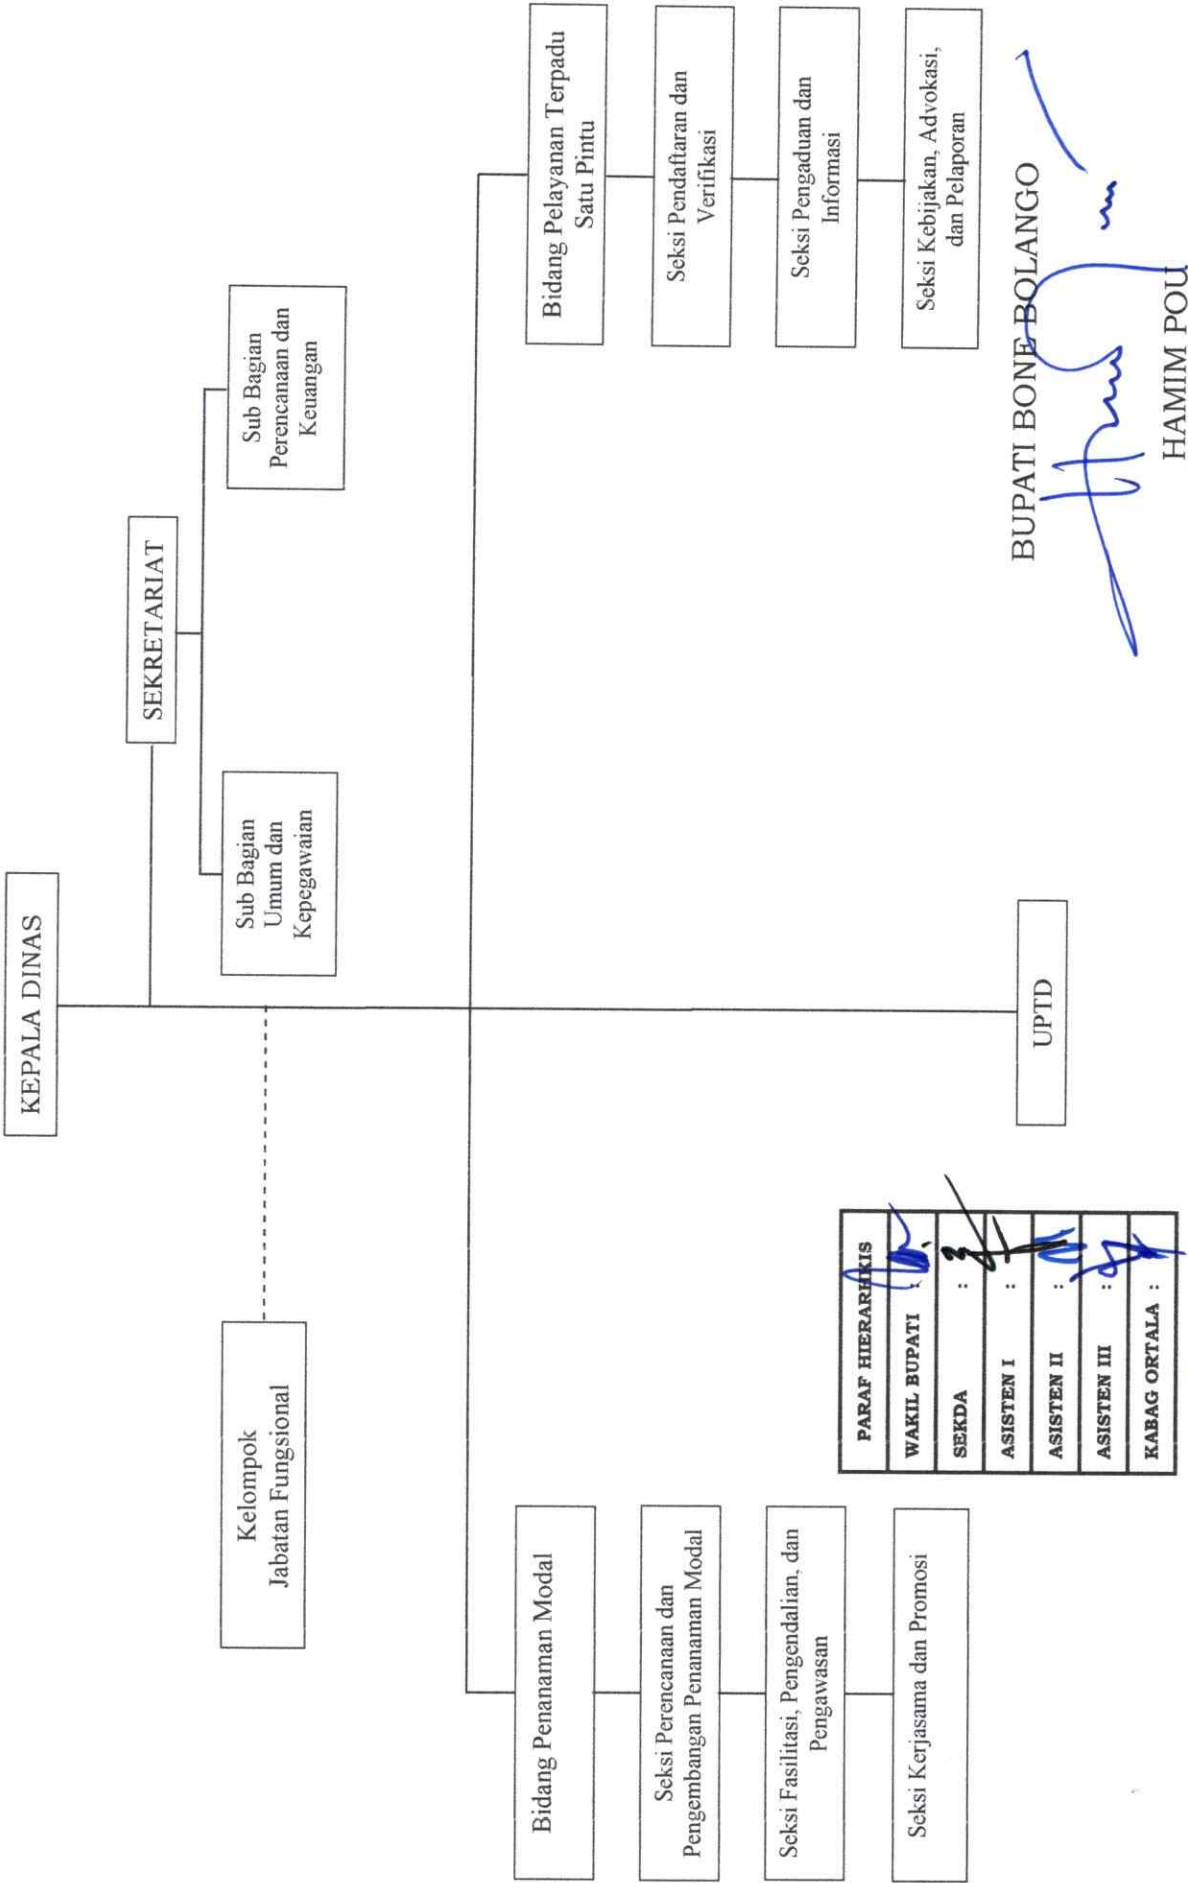 KEPALA DINAS
SEKRETARIAT
Kelompok
Jabatan Fungsional
Sub Bagian
Umum dan
Kepegawaian
Sub Bagian
Perencanaan dan
Keuangan
Bidang Penanaman Modal
Seksi Perencanaan dan
Pengembangan Penanaman Modal
Seksi Fasilitasi, Pengendalian, dan
Pengawasan
Seksi Kerjasama dan Promosi
Bidang Pelayanan Terpadu
Satu Pintu
Seksi Pendaftaran dan
Verifikasi
Seksi Pengaduan dan
Informasi
Seksi Kebijakan, Advokasi,
dan Pelaporan
UPTD
PARAF HIERARHKIS
WAKIL BUPATI :
SEKDA :
ASISTEN I :
ASISTEN II :
ASISTEN III :
KABAG ORTALA :
BUPATI BONE BOLANGO
HAMIM POU